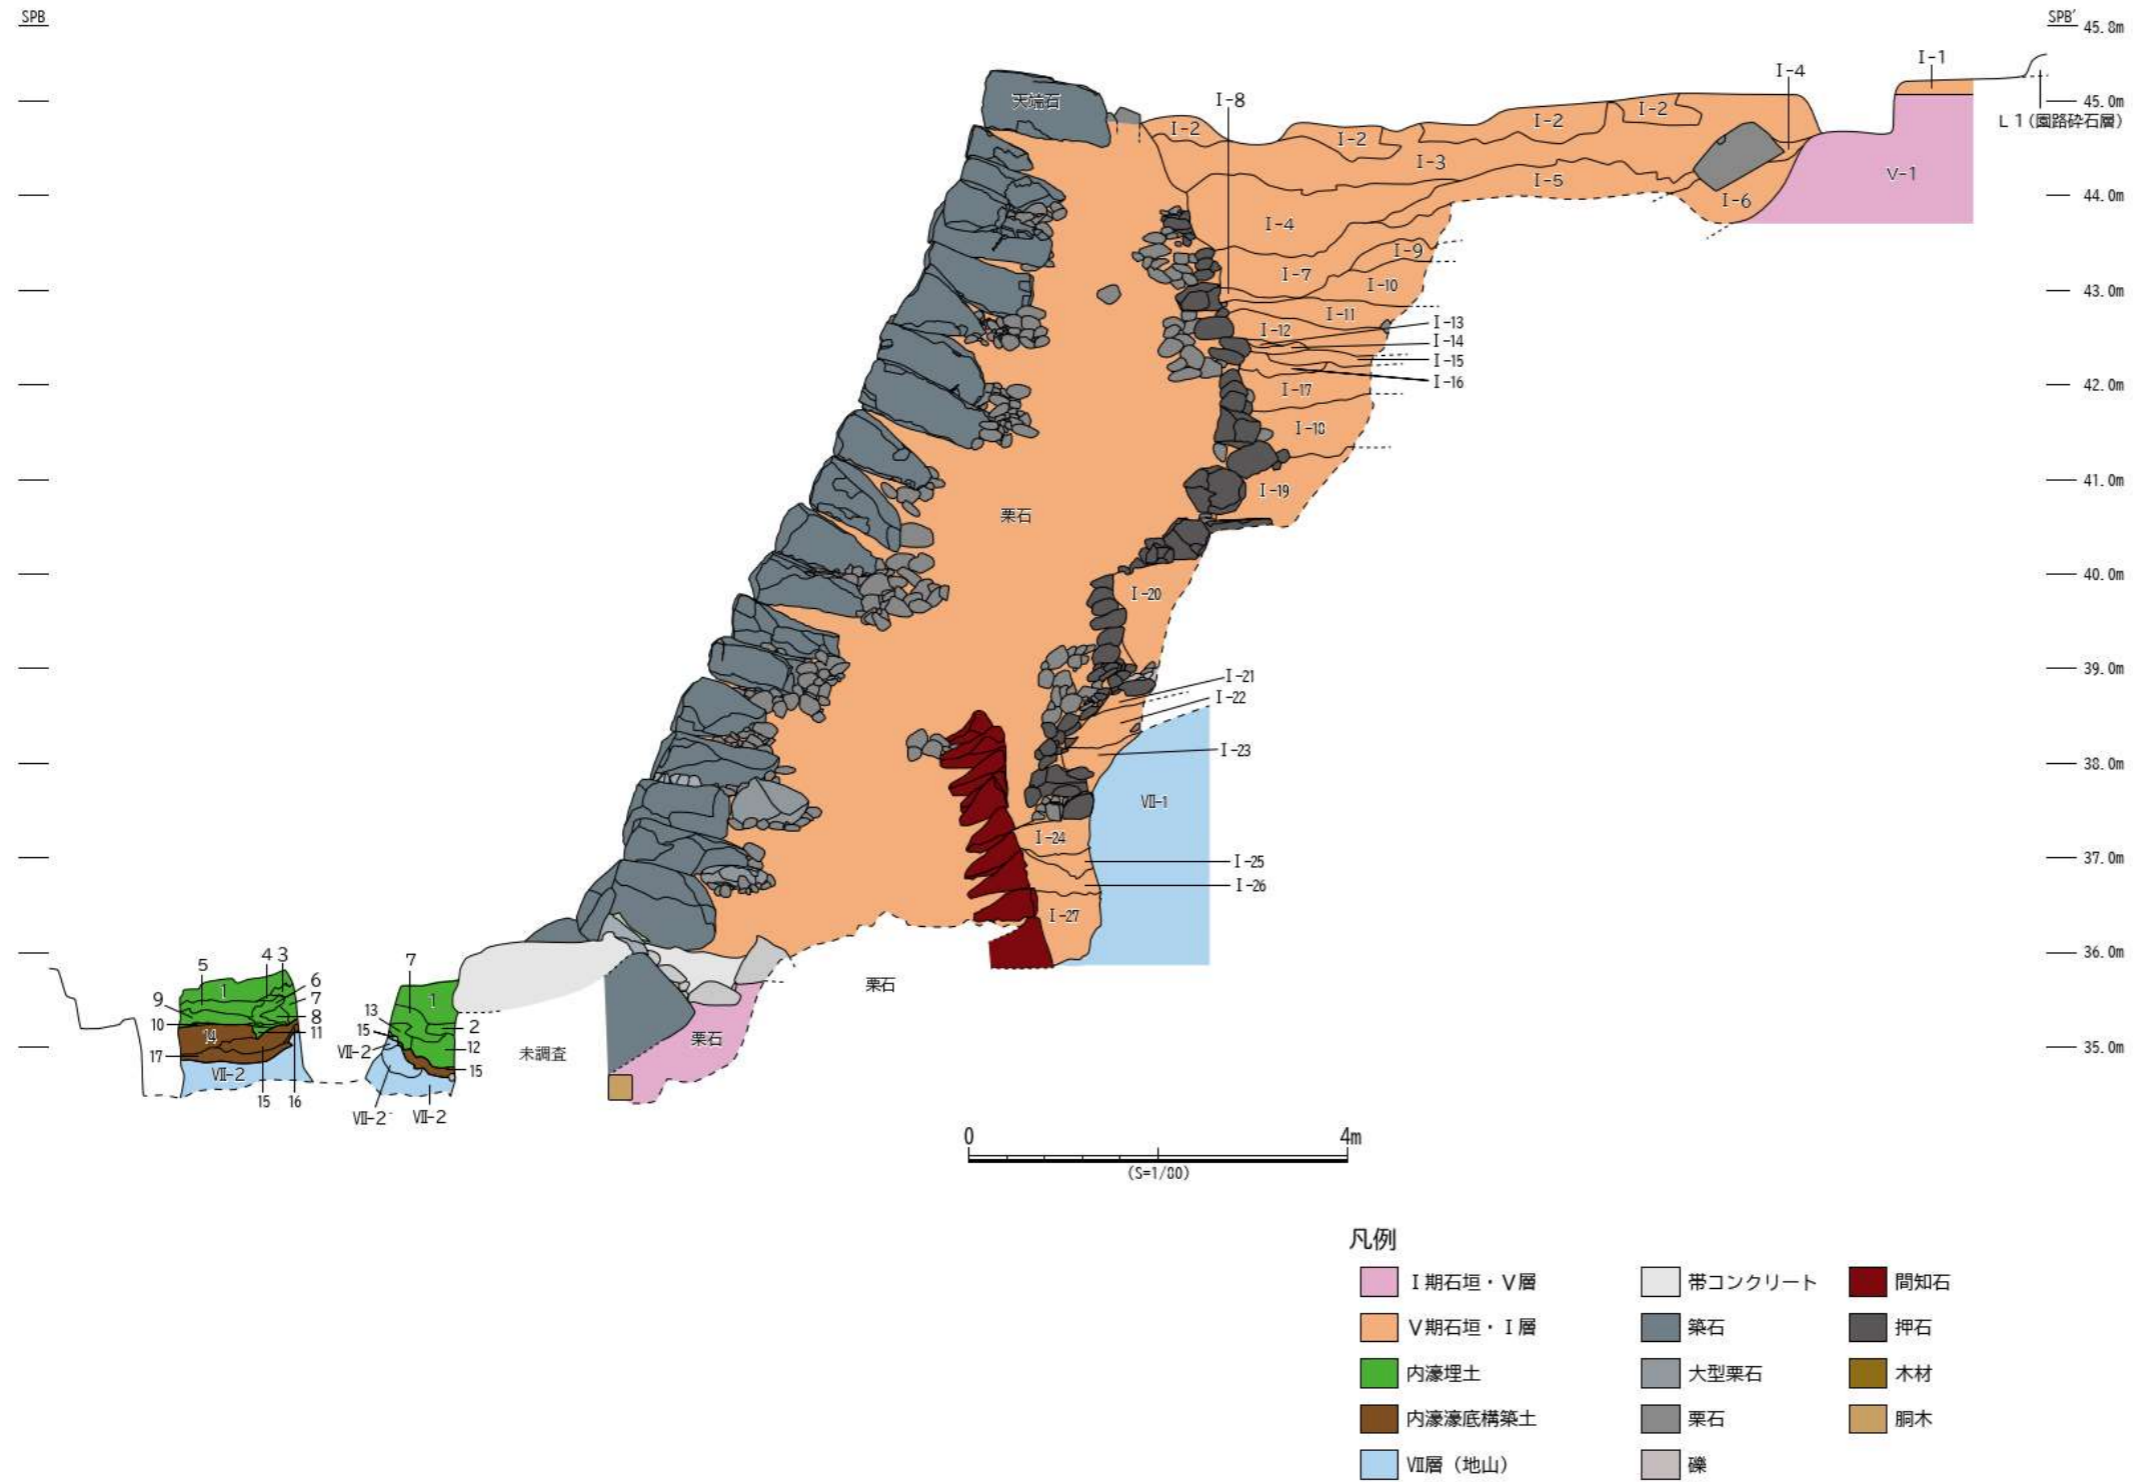 SPB
SPB′
45.8m
I-1
I-4
I-8
天端石
45.0m
L1(園路砕石層)
I-2
I-2
I-2
I-2
I-3
V-1
I-5
44.0m
I-6
I-4
I-9
I-7
I-10
43.0m
I-11
I-12
I-13
I-14
I-15
I-16
42.0m
I-17
I-18
41.0m
I-19
栗石
40.0m
I-20
39.0m
I-21
I-22
I-23
38.0m
Ⅶ-1
I-24
37.0m
I-25
I-26
I-27
36.0m
栗石
5
4
3
6
7
1
9
8
10
11
14
17
Ⅶ-2
15
16
7
1
13
2
15
12
Ⅶ-2
15
Ⅶ-2
Ⅶ-2
未調査
栗石
35.0m
0
4m
(S=1/80)
凡例
Ⅰ期石垣・Ⅴ層
帯コンクリート
間知石
Ⅴ期石垣・Ⅰ層
築石
押石
内濠埋土
大型栗石
木材
内濠濠底構築土
栗石
胴木
Ⅶ層（地山）
礫